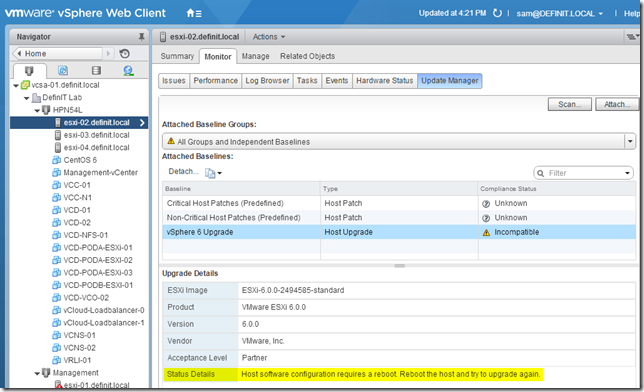 vmware® vSphere Web Client
Updated at 4:21 PM
sam@DEFINIT.LOCAL
Help
Navigator
Home
vcsa-01.definit.local
DefinIT Lab
HPN54L
esxi-02.definit.local
esxi-03.definit.local
esxi-04.definit.local
CentOS 6
Management-vCenter
VCC-01
VCC-N1
VCD-01
VCD-02
VCD-NFS-01
VCD-PODA-ESXi-01
VCD-PODA-ESXi-02
VCD-PODA-ESXi-03
VCD-PODB-ESXi-01
VCD-VCO-02
vCloud-Loadbalancer-0
vCloud-Loadbalancer-1
VCNS-01
VCNS-02
VRLI-01
Management
esxi-01.definit.local
esxi-02.definit.local
Actions
Summary Monitor Manage Related Objects
Issues Performance Log Browser Tasks Events Hardware Status Update Manager
Scan... Attach...
Attached Baseline Groups:
All Groups and Independent Baselines
Attached Baselines:
Detach...
Filter
Baseline Type Compliance Status
Critical Host Patches (Predefined) Host Patch Unknown
Non-Critical Host Patches (Predefined) Host Patch Unknown
vSphere 6 Upgrade Host Upgrade Incompatible
Upgrade Details
ESXi Image ESXi-6.0.0-2494585-standard
Product VMware ESXi 6.0.0
Version 6.0.0
Vendor VMware, Inc.
Acceptance Level Partner
Status Details Host software configuration requires a reboot. Reboot the host and try to upgrade again.